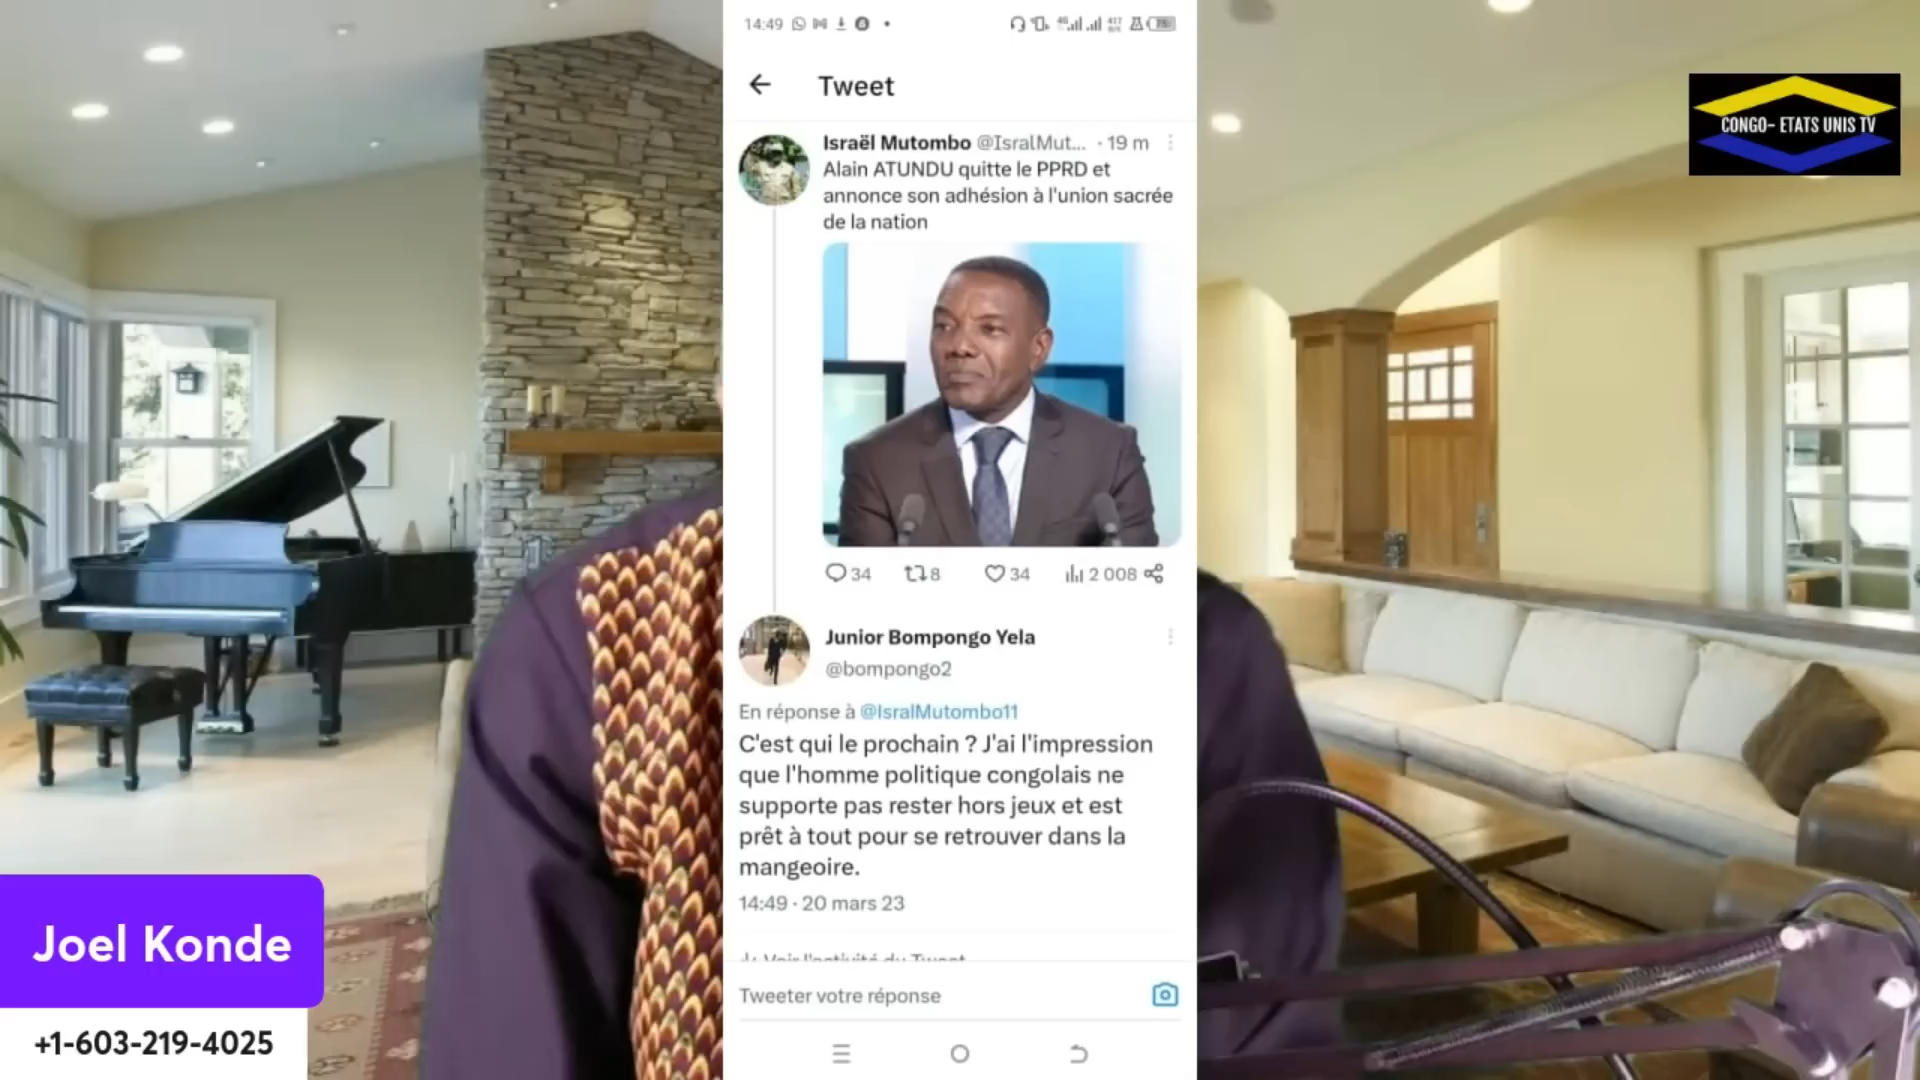 14:49
Tweet
Israël Mutombo @IsralMut... · 19 m
Alain ATUNDU quitte le PPRD et
annonce son adhésion à l'union sacrée
de la nation
34 8 34 2 008
Junior Bompongo Yela
@bompongo2
En réponse à @IsralMutombo11
C'est qui le prochain ? J'ai l'impression
que l'homme politique congolais ne
supporte pas rester hors jeux et est
prêt à tout pour se retrouver dans la
mangeoire.
14:49 · 20 mars 23
Voir l'activité du Tweet
Tweeter votre réponse
CONGO- ETATS UNIS TV
Joel Konde
+1-603-219-4025